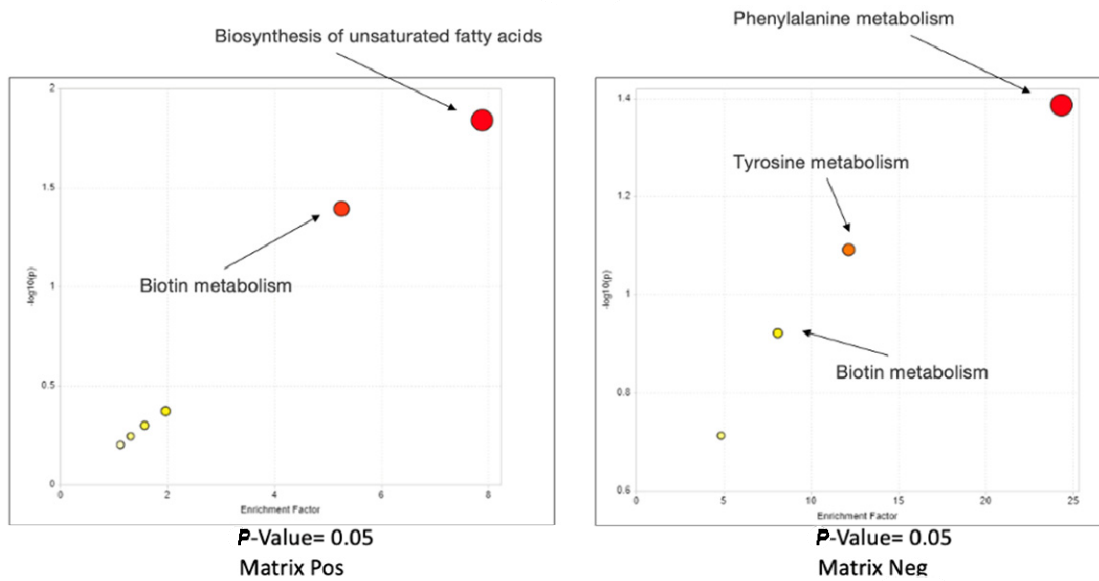 Biosynthesis of unsaturated fatty acids
Biotin metabolism
2
1.5
1
0.5
0
-log10(p)
0
2
4
6
8
Enrichment Factor
P-Value= 0.05
Matrix Pos
Phenylalanine metabolism
Tyrosine metabolism
Biotin metabolism
1.4
1.2
1
0.8
0.6
-log10(p)
0
5
10
15
20
25
Enrichment Factor
P-Value= 0.05
Matrix Neg